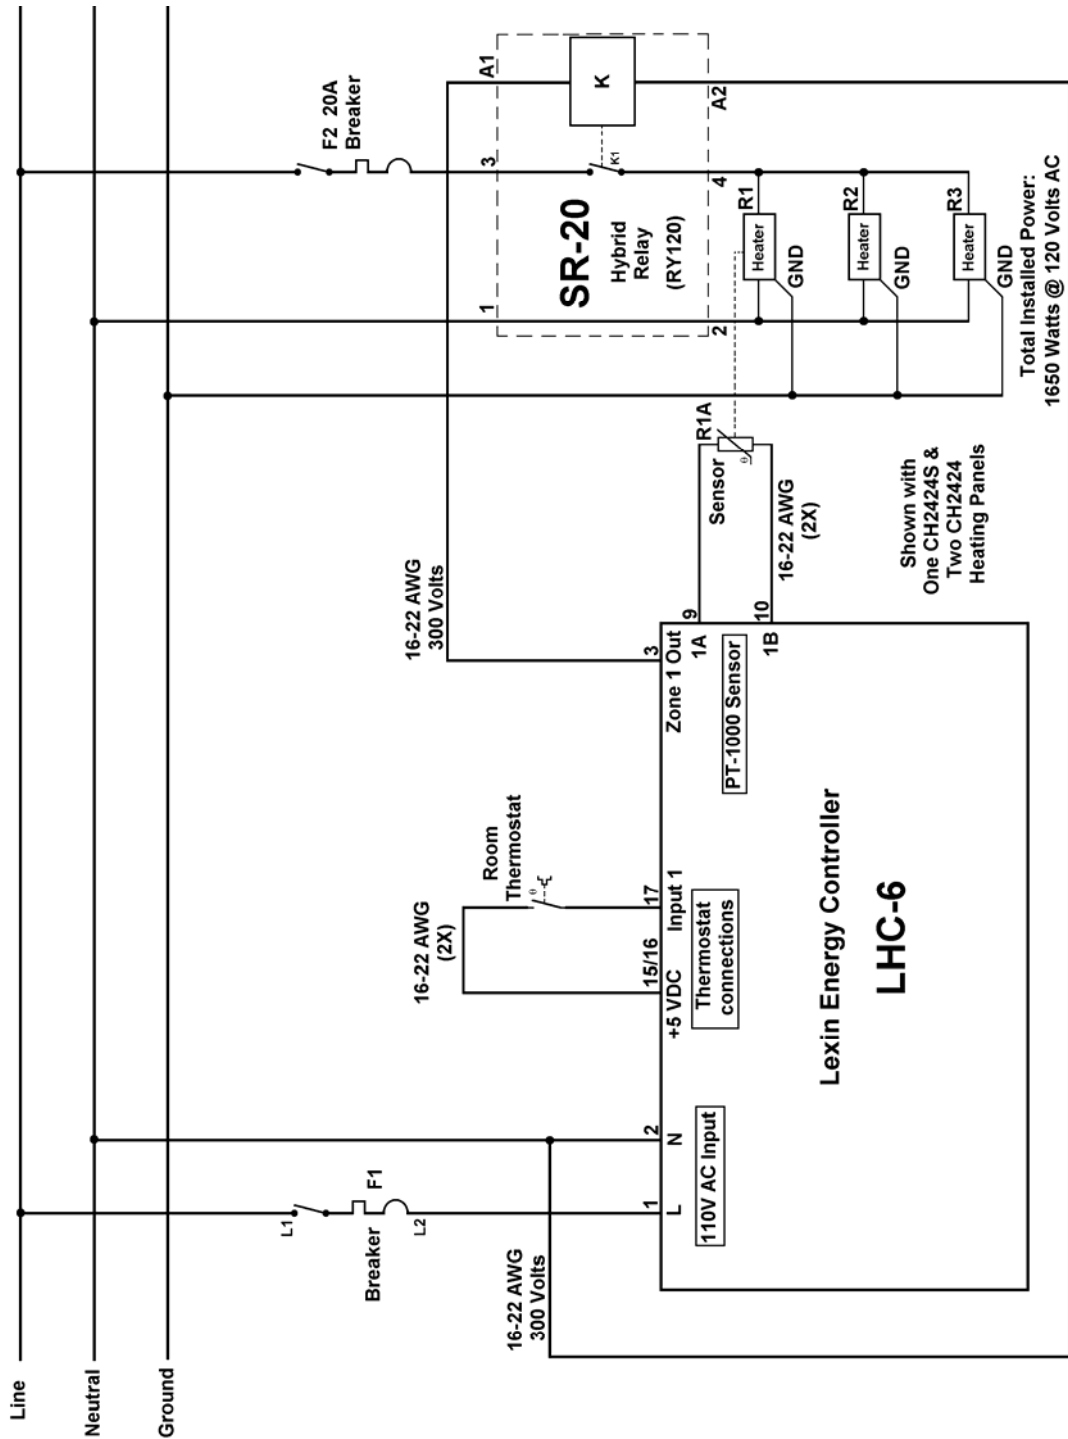 Line
Neutral
Ground
L1
L2
Breaker
F1
16-22 AWG
300 Volts
1
L
2
N
110V AC Input
16-22 AWG
(2X)
Room
Thermostat
θ
15/16
+5 VDC
17
Input 1
Thermostat
connections
Lexin Energy Controller
LHC-6
16-22 AWG
300 Volts
3
Zone 1 Out
9
1A
PT-1000 Sensor
10
1B
Sensor
R1A
θ
16-22 AWG
(2X)
F2 20A
Breaker
A1
K
A2
3
K1
4
SR-20
Hybrid
Relay
(RY120)
1
2
R1
Heater
GND
R2
Heater
GND
R3
Heater
GND
Shown with
One CH2424S &
Two CH2424
Heating Panels
Total Installed Power:
1650 Watts @ 120 Volts AC